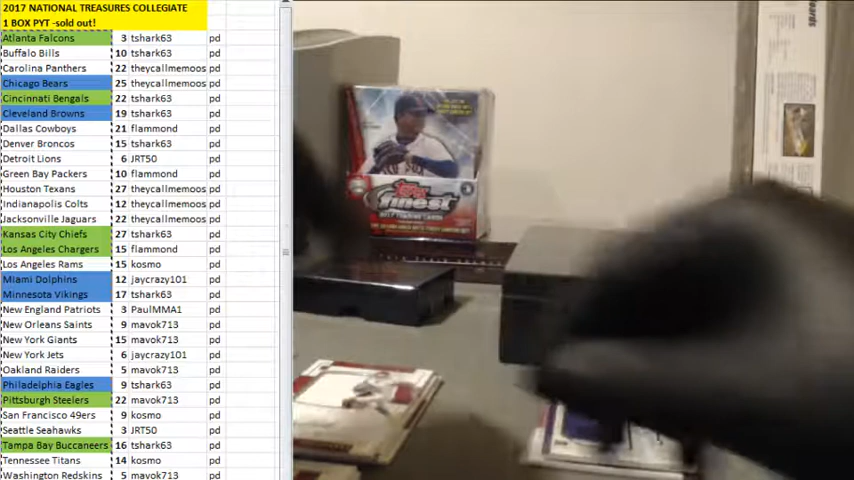 2017 NATIONAL TREASURES COLLEGIATE
1 BOX PYT -sold out!
Atlanta Falcons 3 tshark63 pd
Buffalo Bills 10 tshark63 pd
Carolina Panthers 22 theycallmemoos pd
Chicago Bears 25 theycallmemoos pd
Cincinnati Bengals 22 tshark63 pd
Cleveland Browns 19 tshark63 pd
Dallas Cowboys 21 flammond pd
Denver Broncos 15 tshark63 pd
Detroit Lions 6 JRT50 pd
Green Bay Packers 10 flammond pd
Houston Texans 27 theycallmemoos pd
Indianapolis Colts 12 theycallmemoos pd
Jacksonville Jaguars 22 theycallmemoos pd
Kansas City Chiefs 27 tshark63 pd
Los Angeles Chargers 15 flammond pd
Los Angeles Rams 15 kosmo pd
Miami Dolphins 12 jaycrazy101 pd
Minnesota Vikings 17 tshark63 pd
New England Patriots 3 PaulMMA1 pd
New Orleans Saints 9 mavok713 pd
New York Giants 15 mavok713 pd
New York Jets 6 jaycrazy101 pd
Oakland Raiders 5 mavok713 pd
Philadelphia Eagles 9 tshark63 pd
Pittsburgh Steelers 22 mavok713 pd
San Francisco 49ers 9 kosmo pd
Seattle Seahawks 3 JRT50 pd
Tampa Bay Buccaneers 16 tshark63 pd
Tennessee Titans 14 kosmo pd
Washington Redskins 5 mavok713 pd
Topps
finest
2017 TRADING CARDS